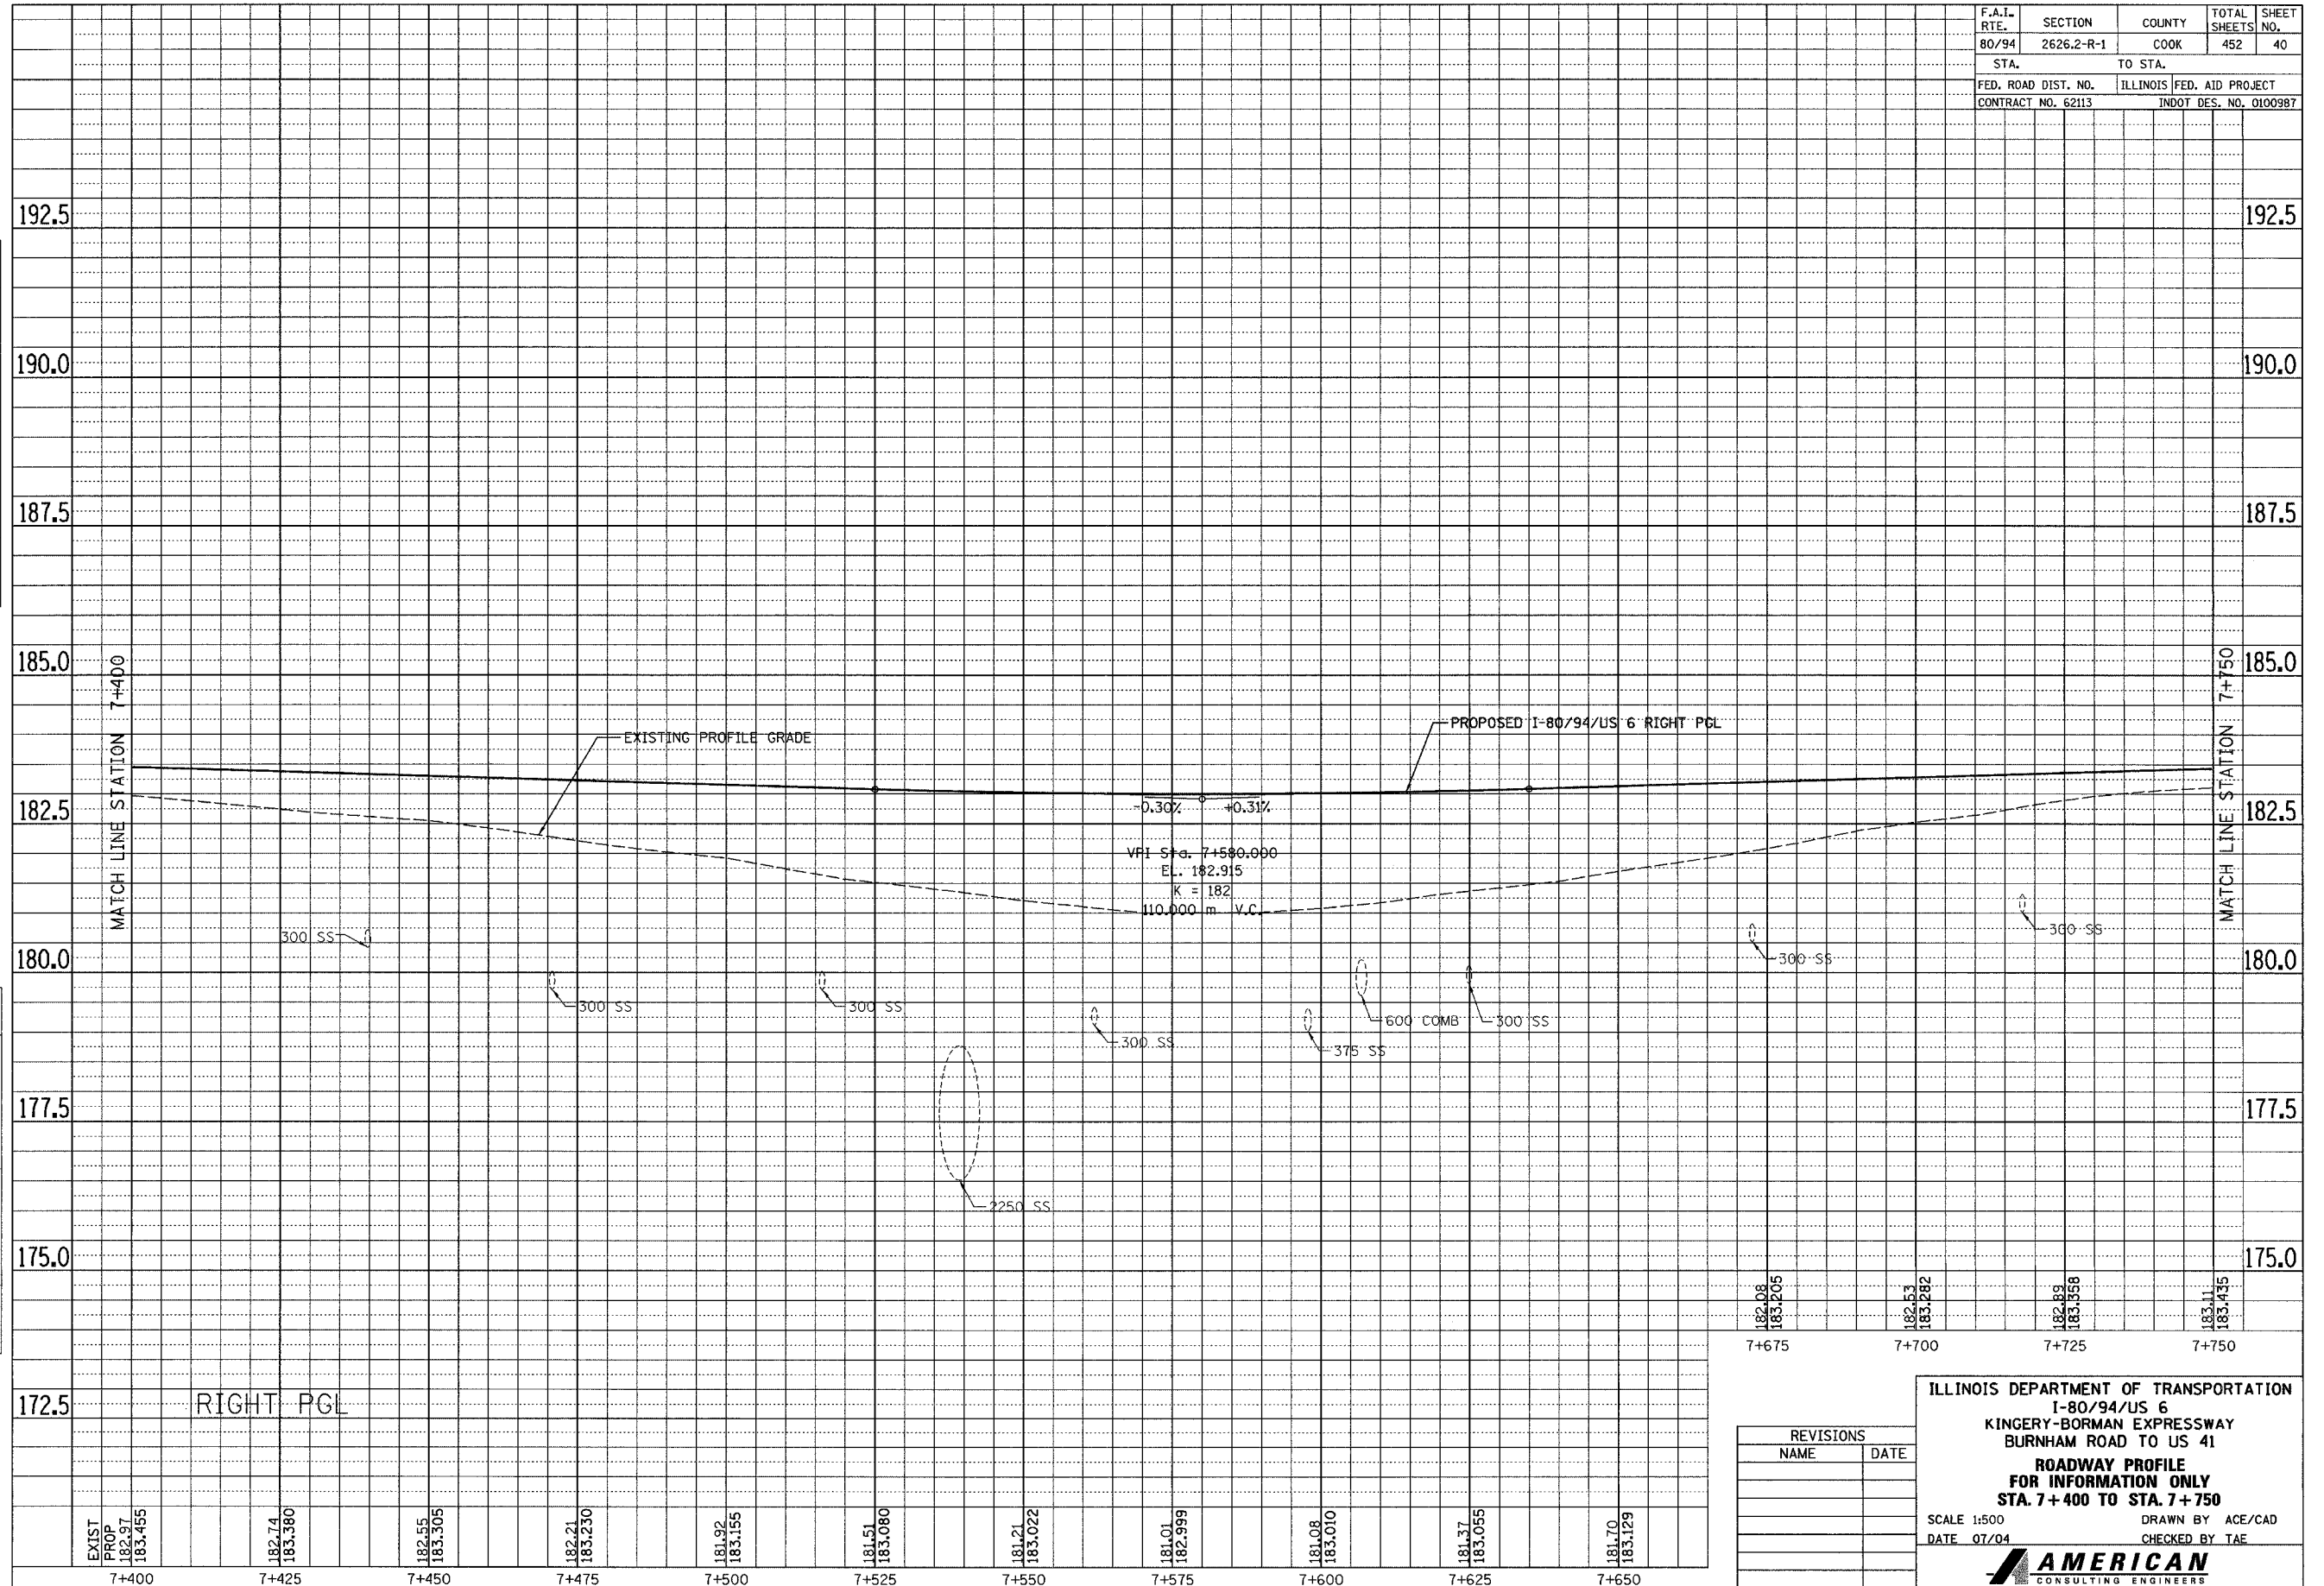 F.A.I. RTE. SECTION COUNTY TOTAL SHEETS SHEET NO.
80/94 2626.2-R-1 COOK 452 40
STA. TO STA.
FED. ROAD DIST. NO. ILLINOIS FED. AID PROJECT
CONTRACT NO. 62113 INDOT DES. NO. 0100987
192.5 192.5
190.0 190.0
187.5 187.5
185.0 185.0
182.5 182.5
180.0 180.0
177.5 177.5
175.0 175.0
172.5
MATCH LINE STATION 7+400
MATCH LINE STATION 7+750
EXISTING PROFILE GRADE
PROPOSED I-80/94/US 6 RIGHT PGL
-0.30% +0.31%
VPI Sta. 7+580.000
EL. 182.915
K = 182
110.000 m V.C.
300 SS
300 SS
300 SS
2250 SS
300 SS
375 SS
600 COMB
300 SS
300 SS
300 SS
RIGHT PGL
EXIST
PROP
182.97
183.455
182.74
183.380
182.55
183.305
182.21
183.230
181.92
183.155
181.51
183.080
181.21
183.022
181.01
182.999
181.08
183.010
181.37
183.055
181.70
183.129
182.08
183.205
182.53
183.282
182.89
183.358
183.11
183.435
7+675 7+700 7+725 7+750
7+400 7+425 7+450 7+475 7+500 7+525 7+550 7+575 7+600 7+625 7+650
REVISIONS
NAME DATE
ILLINOIS DEPARTMENT OF TRANSPORTATION
I-80/94/US 6
KINGERY-BORMAN EXPRESSWAY
BURNHAM ROAD TO US 41
ROADWAY PROFILE
FOR INFORMATION ONLY
STA. 7+400 TO STA. 7+750
SCALE 1:500 DRAWN BY ACE/CAD
DATE 07/04 CHECKED BY TAE
AMERICAN
CONSULTING ENGINEERS